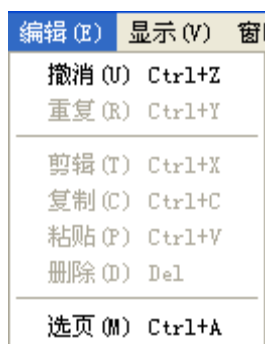 编辑(E) 显示(V) 窗
撤消(U) Ctrl+Z
重复(R) Ctrl+Y
剪辑(T) Ctrl+X
复制(C) Ctrl+C
粘贴(P) Ctrl+V
删除(D) Del
选页(M) Ctrl+A